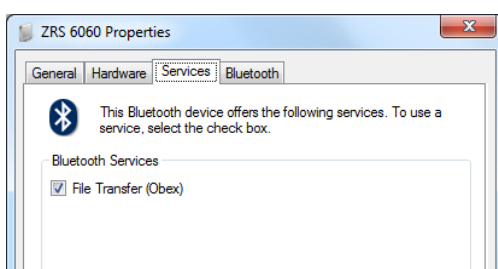 ZRS 6060 Properties
General Hardware Services Bluetooth
This Bluetooth device offers the following services. To use a
service, select the check box.
Bluetooth Services
File Transfer (Obex)